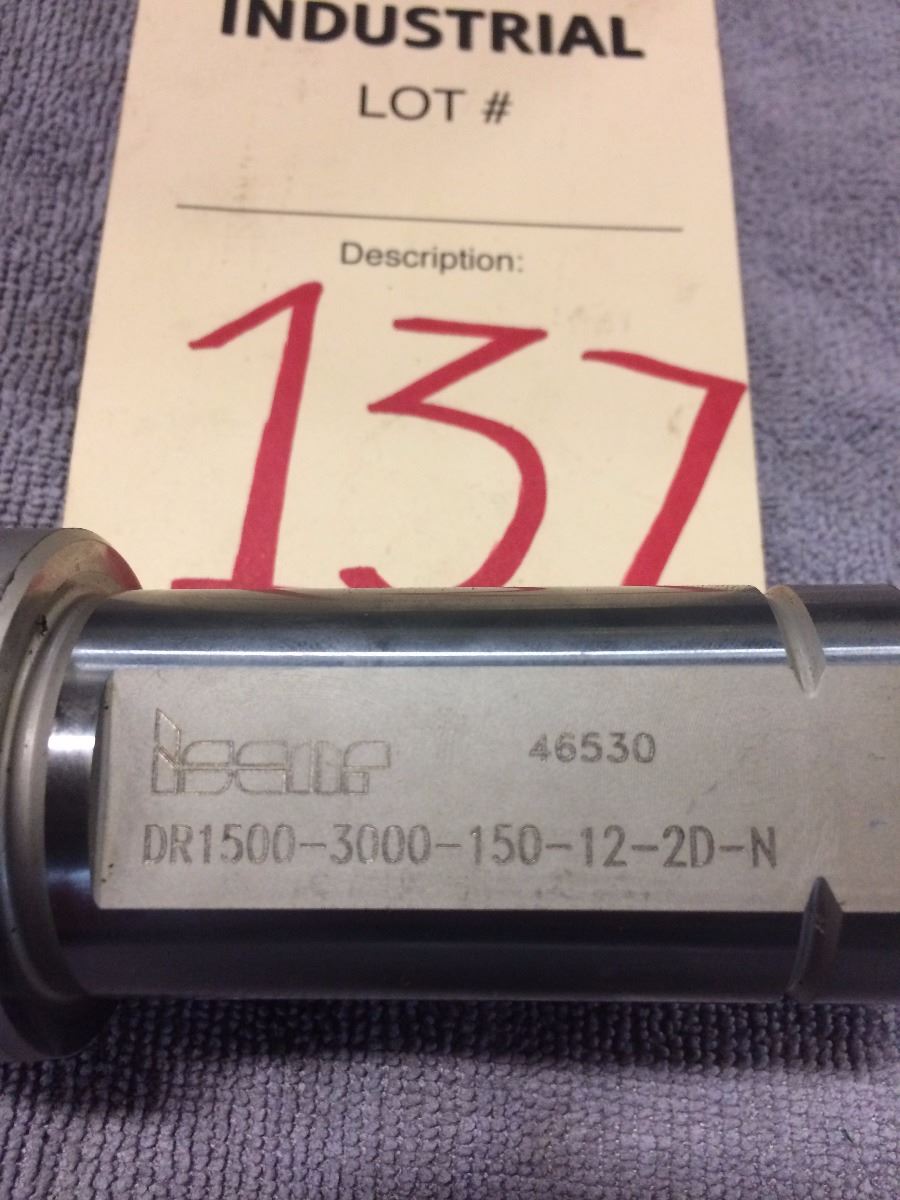 INDUSTRIAL
LOT #
Description:
137
Iscar 46530
DR1500-3000-150-12-2D-N